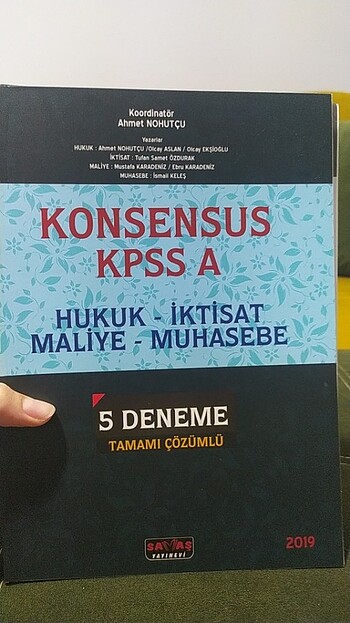 Koordinatör
Ahmet NOHUTÇU
Yazarlar
HUKUK : Ahmet NOHUTÇU /Olcay ASLAN / Olcay EKŞİOĞLU
İKTİSAT : Tufan Samet ÖZDURAK
MALİYE : Mustafa KARADENİZ / Ebru KARADENİZ
MUHASEBE : İsmail KELEŞ
KONSENSUS
KPSS A
HUKUK - İKTİSAT
MALİYE - MUHASEBE
5 DENEME
TAMAMI ÇÖZÜMLÜ
SAVAŞ
YAYINEVİ
2019